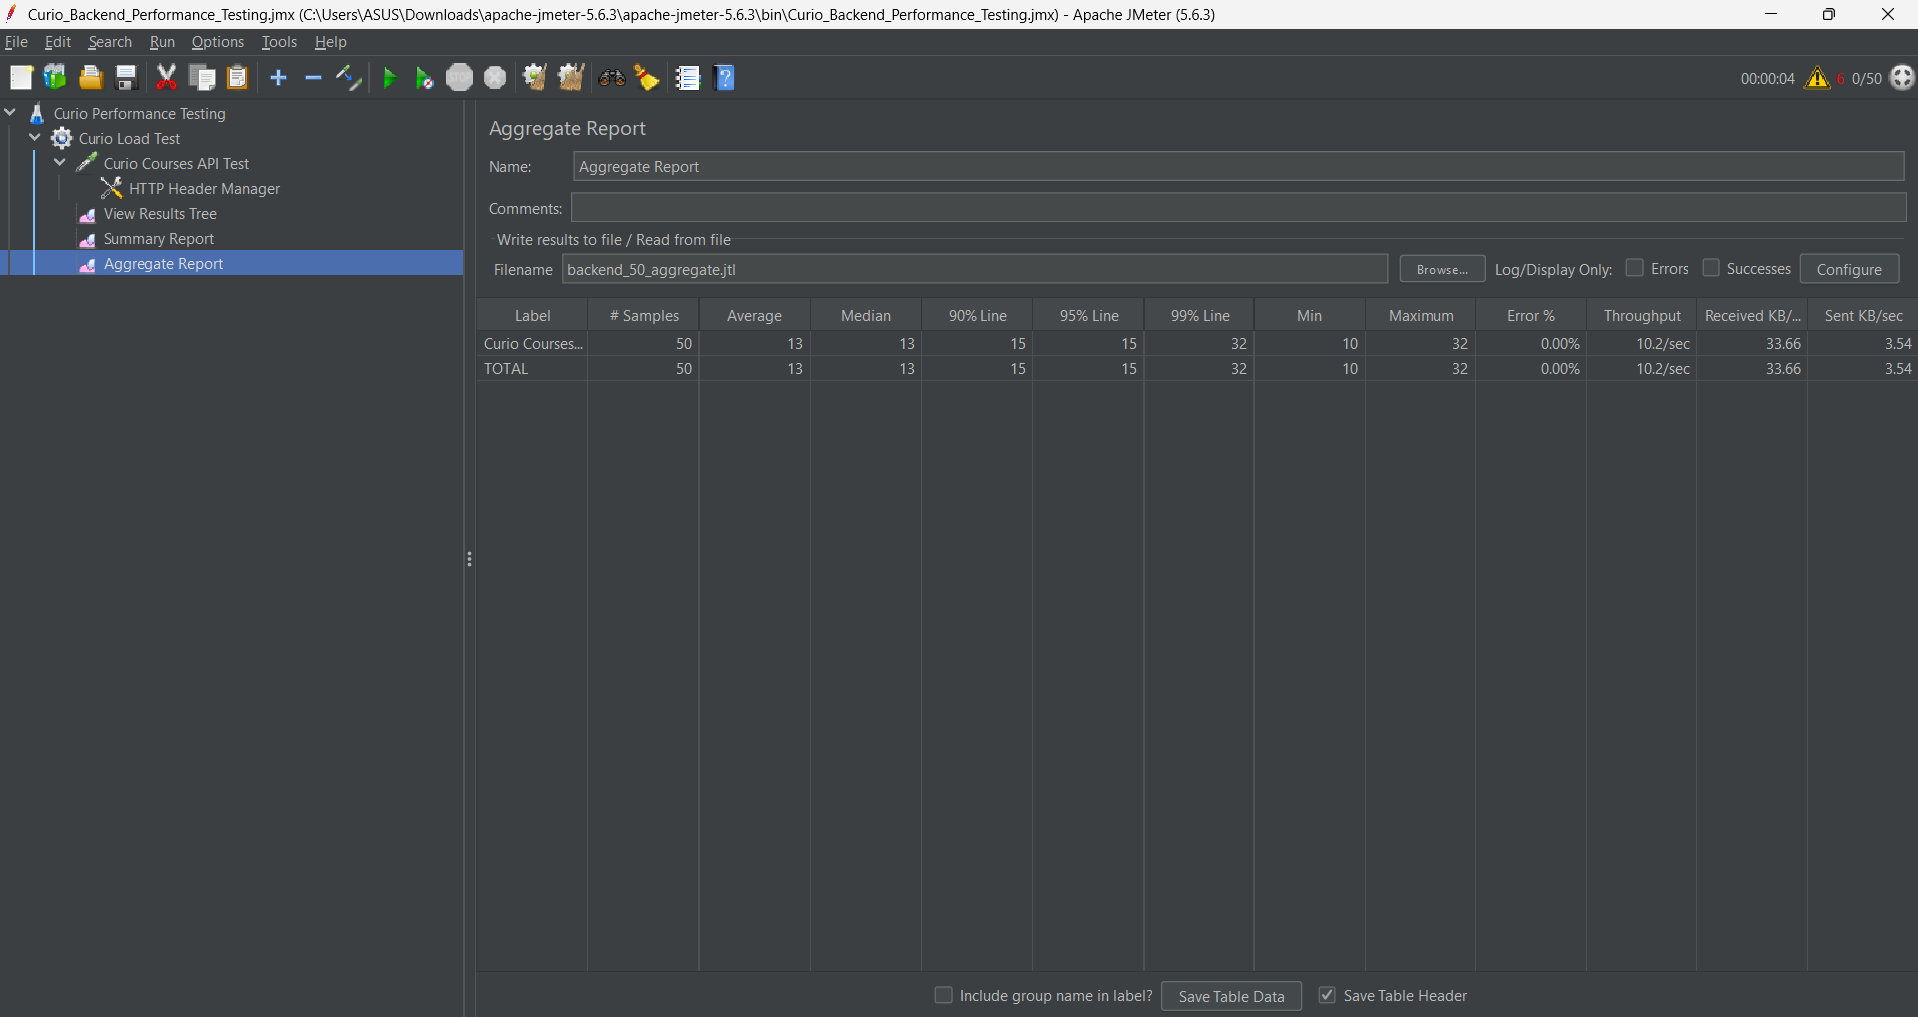 Curio_Backend_Performance_Testing.jmx (C:\Users\ASUS\Downloads\apache-jmeter-5.6.3\apache-jmeter-5.6.3\bin\Curio_Backend_Performance_Testing.jmx) - Apache JMeter (5.6.3)
File Edit Search Run Options Tools Help
STOP 00:00:04 6 0/50
Curio Performance Testing
Curio Load Test
Curio Courses API Test
HTTP Header Manager
View Results Tree
Summary Report
Aggregate Report
Aggregate Report
Name: Aggregate Report
Comments:
Write results to file / Read from file
Filename backend_50_aggregate.jtl Browse... Log/Display Only: Errors Successes Configure
Label # Samples Average Median 90% Line 95% Line 99% Line Min Maximum Error % Throughput Received KB/... Sent KB/sec
Curio Courses... 50 13 13 15 15 32 10 32 0.00% 10.2/sec 33.66 3.54
TOTAL 50 13 13 15 15 32 10 32 0.00% 10.2/sec 33.66 3.54
Include group name in label? Save Table Data Save Table Header